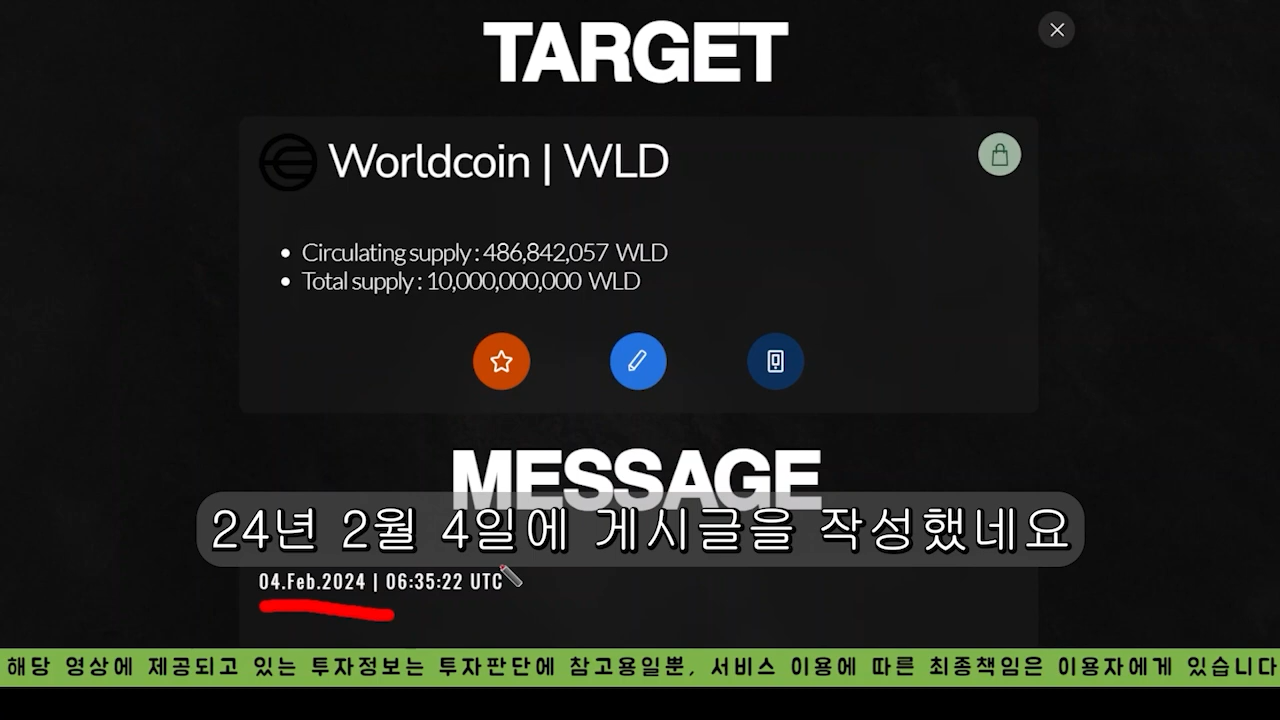 TARGET
Worldcoin | WLD
• Circulating supply : 486,842,057 WLD
• Total supply : 10,000,000,000 WLD
MESSAGE
24년 2월 4일에 게시글을 작성했네요
04.Feb.2024 | 06:35:22 UTC
해당 영상에 제공되고 있는 투자정보는 투자판단에 참고용일뿐, 서비스 이용에 따른 최종책임은 이용자에게 있습니다